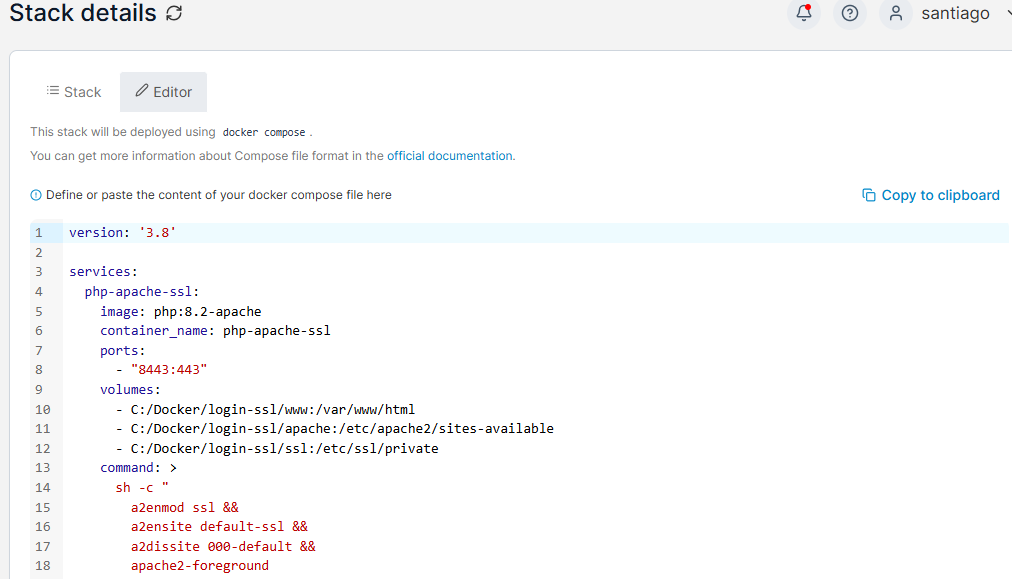 Stack details
santiago
Stack
Editor
This stack will be deployed using docker compose .
You can get more information about Compose file format in the official documentation.
Define or paste the content of your docker compose file here
Copy to clipboard
1 version: '3.8'
2
3 services:
4   php-apache-ssl:
5     image: php:8.2-apache
6     container_name: php-apache-ssl
7     ports:
8       - "8443:443"
9     volumes:
10       - C:/Docker/login-ssl/www:/var/www/html
11       - C:/Docker/login-ssl/apache:/etc/apache2/sites-available
12       - C:/Docker/login-ssl/ssl:/etc/ssl/private
13     command: >
14       sh -c "
15         a2enmod ssl &&
16         a2ensite default-ssl &&
17         a2dissite 000-default &&
18         apache2-foreground